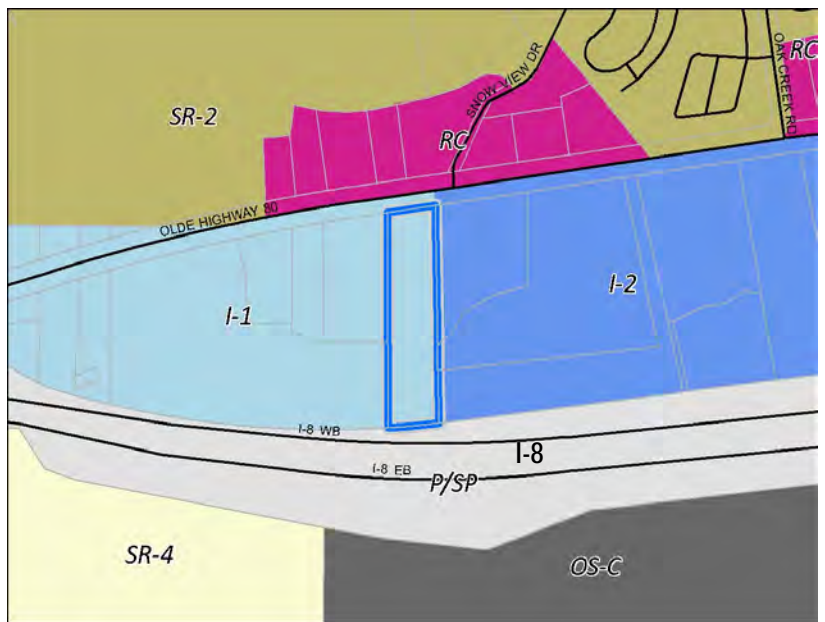 OAK CREEK RD
RC
SNOW VIEW DR
SR-2
RC
OLDE HIGHWAY 80
I-2
I-1
I-8 WB
I-8
I-8 EB
P/SP
SR-4
OS-C